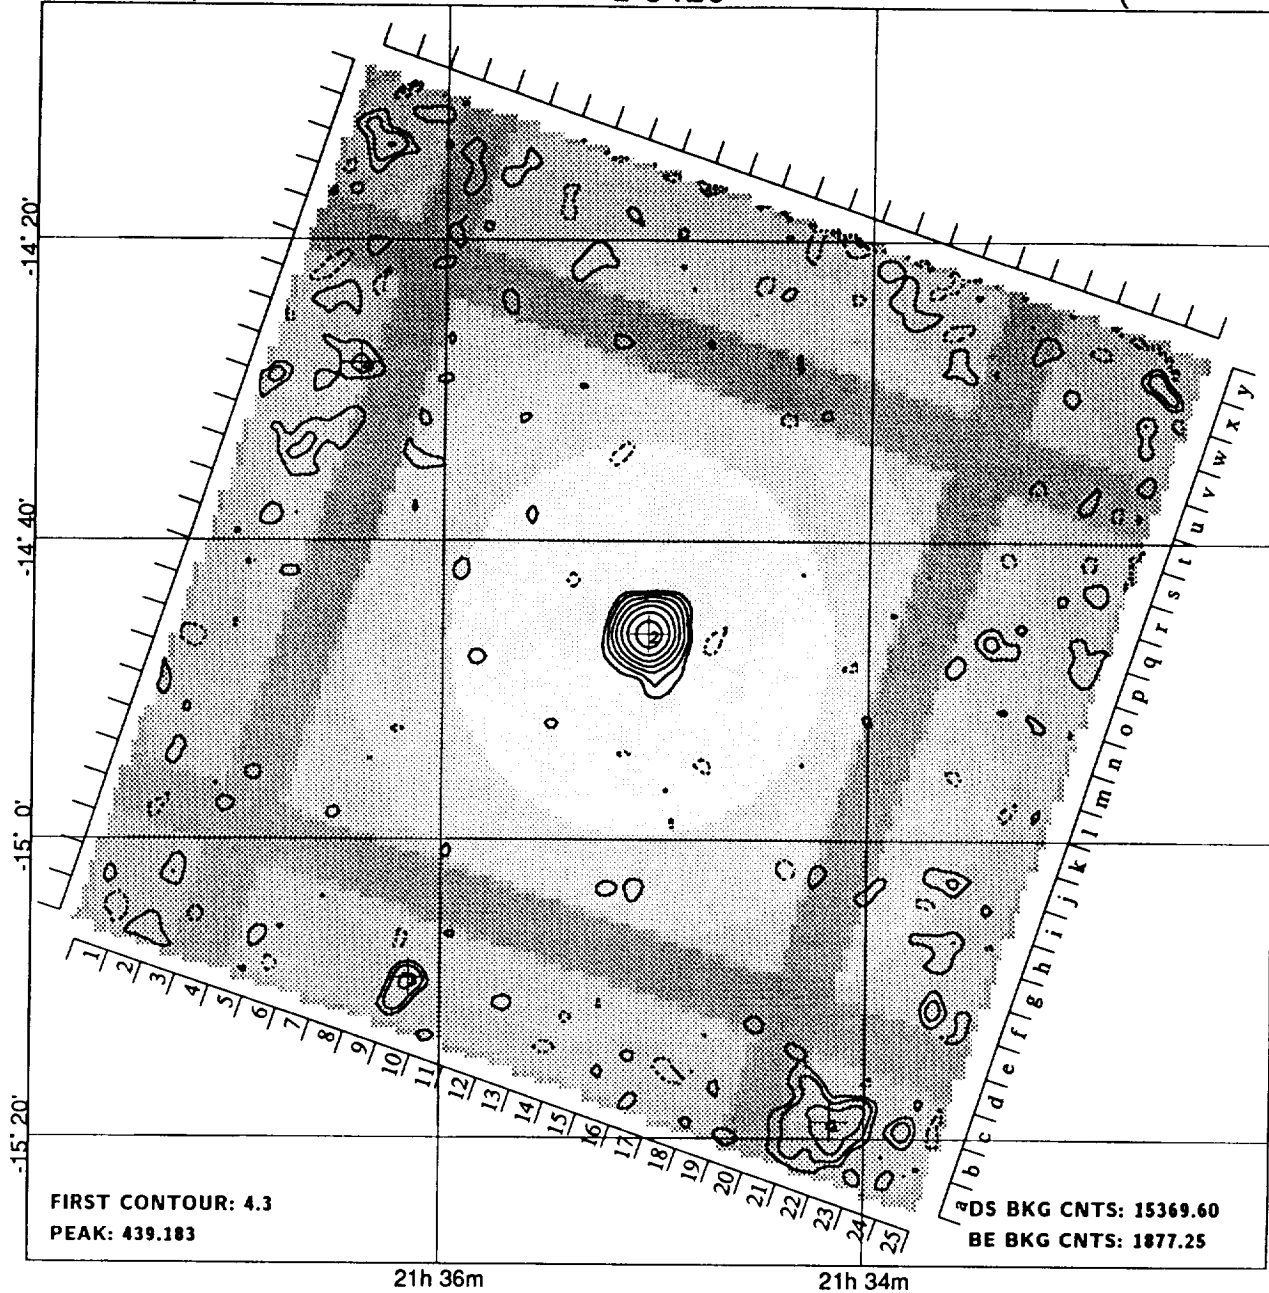 -14° 20'
-14° 40'
-15° 0'
-15° 20'
2
1 2 3 4 5 6 7 8 9 10 11 12 13 14 15 16 17 18 19 20 21 22 23 24 25
a b c d e f g h i j k l m n o p q r s t u v w x y
FIRST CONTOUR: 4.3
PEAK: 439.183
DS BKG CNTS: 15369.60
BE BKG CNTS: 1877.25
21h 36m
21h 34m